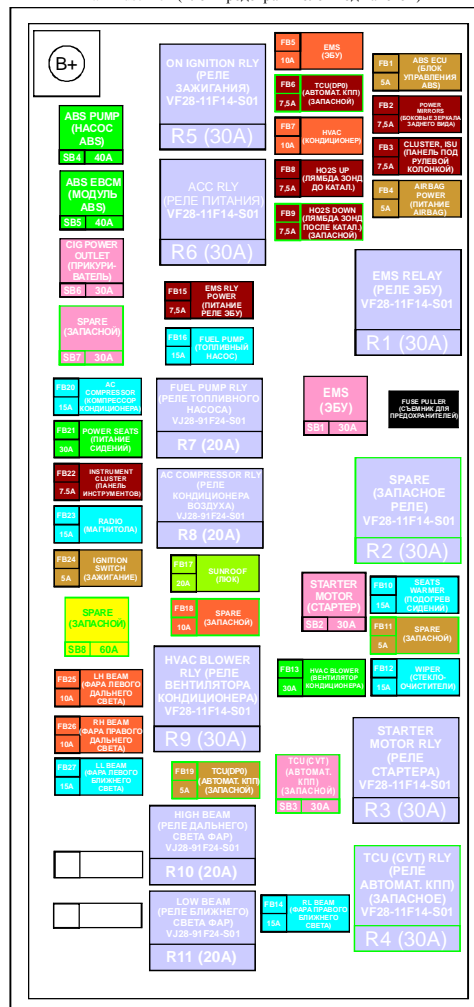 B+
ON IGNITION RLY
(РЕЛЕ
ЗАЖИГАНИЯ)
VF28-11F14-S01
R5 (30A)
FB5
10A
EMS
(ЭБУ)
FB6
7,5A
TCU(DP0)
(АВТОМАТ. КПП)
(ЗАПАСНОЙ)
FB7
10A
HVAC
(КОНДИЦИОНЕР)
FB8
7,5A
HO2S UP
(ЛЯМБДА ЗОНД
ДО КАТАЛ.)
FB9
7,5A
HO2S DOWN
(ЛЯМБДА ЗОНД
ПОСЛЕ КАТАЛ.)
(ЗАПАСНОЙ)
FB1
5A
ABS ECU
(БЛОК
УПРАВЛЕНИЯ
ABS)
FB2
7,5A
POWER
MIRRORS
(БОКОВЫЕ ЗЕРКАЛА
ЗАДНЕГО ВИДА)
FB3
7,5A
CLUSTER, ISU
(ПАНЕЛЬ ПОД
РУЛЕВОЙ
КОЛОНКОЙ)
FB4
5A
AIRBAG
POWER
(ПИТАНИЕ
AIRBAG)
ABS PUMP
(НАСОС
ABS)
SB4 40A
ABS EBCM
(МОДУЛЬ
ABS)
SB5 40A
ACC RLY
(РЕЛЕ ПИТАНИЯ)
VF28-11F14-S01
R6 (30A)
CIG POWER
OUTLET
(ПРИКУРИ-
ВАТЕЛЬ)
SB6 30A
SPARE
(ЗАПАСНОЙ)
SB7 30A
FB15
7,5A
EMS RLY
POWER
(ПИТАНИЕ
РЕЛЕ ЭБУ)
FB16
15A
FUEL PUMP
(ТОПЛИВНЫЙ
НАСОС)
EMS RELAY
(РЕЛЕ ЭБУ)
VF28-11F14-S01
R1 (30A)
FB20
15A
AC
COMPRESSOR
(КОМПРЕССОР
КОНДИЦИОНЕРА)
FB21
30A
POWER SEATS
(ПИТАНИЕ
СИДЕНИЙ)
FB22
7.5A
INSTRUMENT
CLUSTER
(ПАНЕЛЬ
ИНСТРУМЕНТОВ)
FB23
15A
RADIO
(МАГНИТОЛА)
FB24
5A
IGNITION
SWITCH
(ЗАЖИГАНИЕ)
FUEL PUMP RLY
(РЕЛЕ ТОПЛИВНОГО
НАСОСА)
VJ28-91F24-S01
R7 (20A)
EMS
(ЭБУ)
SB1 30A
FUSE PULLER
(СЪЕМНИК ДЛЯ
ПРЕДОХРАНИТЕЛЕЙ)
AC COMPRESSOR RLY
(РЕЛЕ
КОНДИЦИОНЕРА
ВОЗДУХА)
VJ28-91F24-S01
R8 (20A)
SPARE
(ЗАПАСНОЕ
РЕЛЕ)
VF28-11F14-S01
R2 (30A)
FB17
20A
SUNROOF
(ЛЮК)
FB18
10A
SPARE
(ЗАПАСНОЙ)
STARTER
MOTOR
(СТАРТЕР)
SB2 30A
FB10
15A
SEATS
WARMER
(ПОДОГРЕВ
СИДЕНИЙ)
FB11
5A
SPARE
(ЗАПАСНОЙ)
SPARE
(ЗАПАСНОЙ)
SB8 60A
FB13
30A
HVAC BLOWER
(ВЕНТИЛЯТОР
КОНДИЦИОНЕРА)
FB12
15A
WIPER
(СТЕКЛО-
ОЧИСТИТЕЛИ)
FB25
10A
LH BEAM
(ФАРА ЛЕВОГО
ДАЛЬНЕГО
СВЕТА)
FB26
10A
RH BEAM
(ФАРА ПРАВОГО
ДАЛЬНЕГО
СВЕТА)
FB27
15A
LL BEAM
(ФАРА ЛЕВОГО
БЛИЖНЕГО
СВЕТА)
HVAC BLOWER
RLY (РЕЛЕ
ВЕНТИЛЯТОРА
КОНДИЦИОНЕРА)
VF28-11F14-S01
R9 (30A)
FB19
5A
TCU(DP0)
(АВТОМАТ. КПП)
(ЗАПАСНОЙ)
TCU(CVT)
(АВТОМАТ.
КПП)
(ЗАПАСНОЙ)
SB3 30A
STARTER
MOTOR RLY
(РЕЛЕ
СТАРТЕРА)
VF28-11F14-S01
R3 (30A)
HIGH BEAM
(РЕЛЕ ДАЛЬНЕГО
СВЕТА ФАР)
VJ28-91F24-S01
R10 (20A)
LOW BEAM
(РЕЛЕ БЛИЖНЕГО
СВЕТА ФАР)
VJ28-91F24-S01
R11 (20A)
FB14
15A
RL BEAM
(ФАРА ПРАВОГО
БЛИЖНЕГО
СВЕТА)
TCU (CVT) RLY
(РЕЛЕ
АВТОМАТ. КПП)
(ЗАПАСНОЕ)
VF28-11F14-S01
R4 (30A)